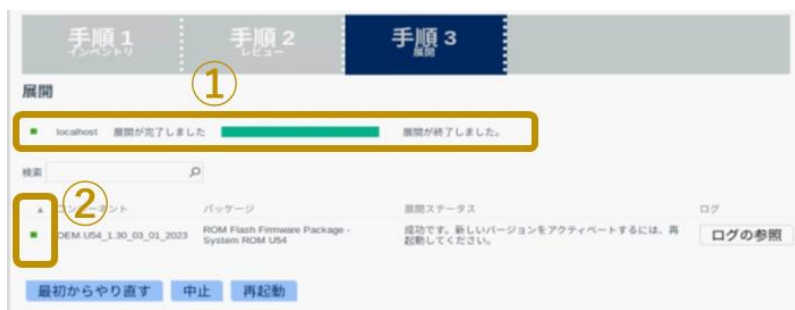 手順 1
インベントリ
手順 2
レビュー
手順 3
展開
①
展開
localhost 展開が完了しました 展開が終了しました。
検索
②
コンポーネント パッケージ 展開ステータス ログ
OEM.U54_1.30_03_01_2023 ROM Flash Firmware Package - System ROM U54 成功です。新しいバージョンをアクティベートするには、再起動してください。 ログの参照
最初からやり直す 中止 再起動